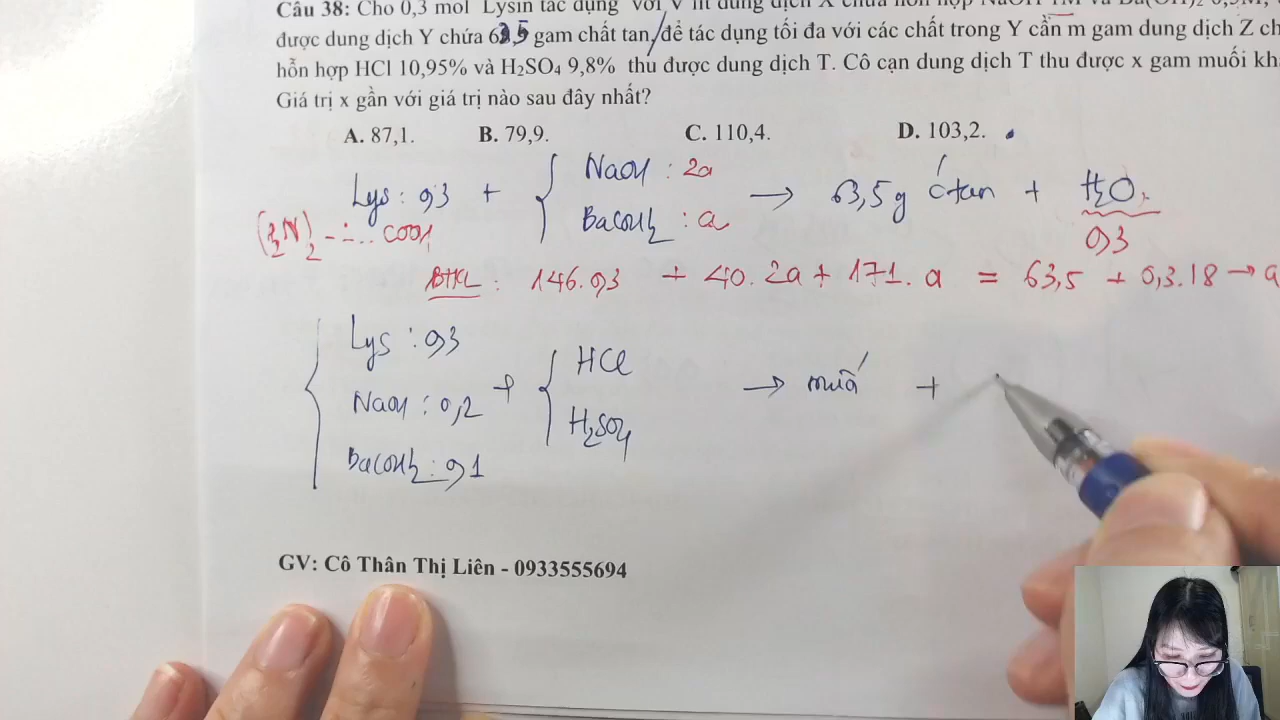 Câu 38: Cho 0,3 mol Lysin tác dụng với V ml dung dịch X chứa hỗn hợp NaOH 1M và Ba(OH)₂ 0,5M,
được dung dịch Y chứa 63,5 gam chất tan, để tác dụng tối đa với các chất trong Y cần m gam dung dịch Z ch
hỗn hợp HCl 10,95% và H₂SO₄ 9,8% thu được dung dịch T. Cô cạn dung dịch T thu được x gam muối kh
Giá trị x gần với giá trị nào sau đây nhất?
A. 87,1. B. 79,9. C. 110,4. D. 103,2.
Lys : 0,3 + { NaOH : 2a → 63,5g c tan + H₂O
Ba(OH)₂ : a
(H₂N)₂ - ... COOH 0,3
BTKL : 146.0,3 + 40.2a + 171.a = 63,5 + 0,3.18 → a
Lys : 0,3
HCl
NaOH : 0,2 + { → muối +
H₂SO₄
Ba(OH)₂ : 0,1
GV: Cô Thân Thị Liên - 0933555694